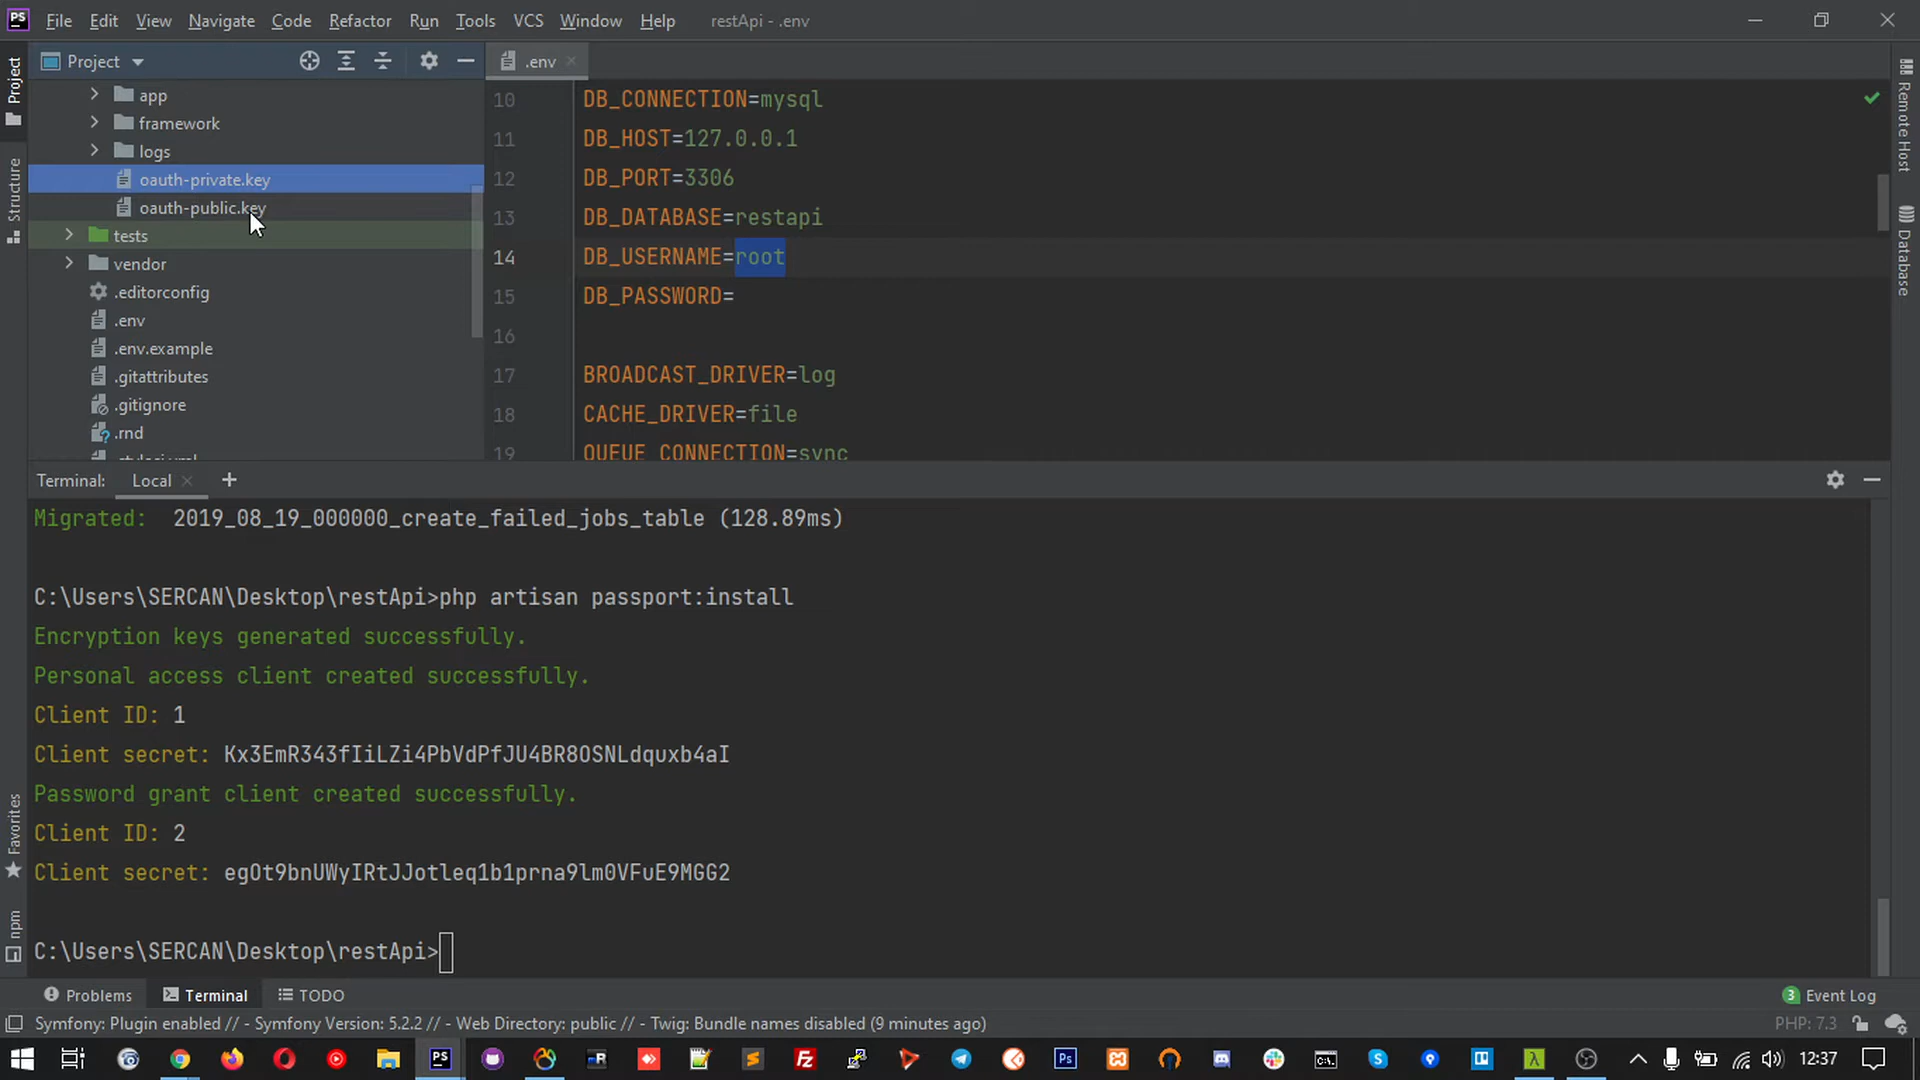 PS File Edit View Navigate Code Refactor Run Tools VCS Window Help restApi - .env
Project
Structure
Favorites
npm
Project
app
framework
logs
oauth-private.key
oauth-public.key
tests
vendor
.editorconfig
.env
.env.example
.gitattributes
.gitignore
.rnd
.env
10 DB_CONNECTION=mysql
11 DB_HOST=127.0.0.1
12 DB_PORT=3306
13 DB_DATABASE=restapi
14 DB_USERNAME=root
15 DB_PASSWORD=
16
17 BROADCAST_DRIVER=log
18 CACHE_DRIVER=file
19 QUEUE_CONNECTION=sync
Remote Host
Database
Terminal: Local
Migrated: 2019_08_19_000000_create_failed_jobs_table (128.89ms)
C:\Users\SERCAN\Desktop\restApi>php artisan passport:install
Encryption keys generated successfully.
Personal access client created successfully.
Client ID: 1
Client secret: Kx3EmR343fIiLZi4PbVdPfJU4BR8OSNLdquxb4aI
Password grant client created successfully.
Client ID: 2
Client secret: egOt9bnUWyIRtJJotleq1b1prna9lm0VFuE9MGG2
C:\Users\SERCAN\Desktop\restApi>
Problems Terminal TODO 3 Event Log
Symfony: Plugin enabled // - Symfony Version: 5.2.2 // - Web Directory: public // - Twig: Bundle names disabled (9 minutes ago) PHP: 7.3
12:37